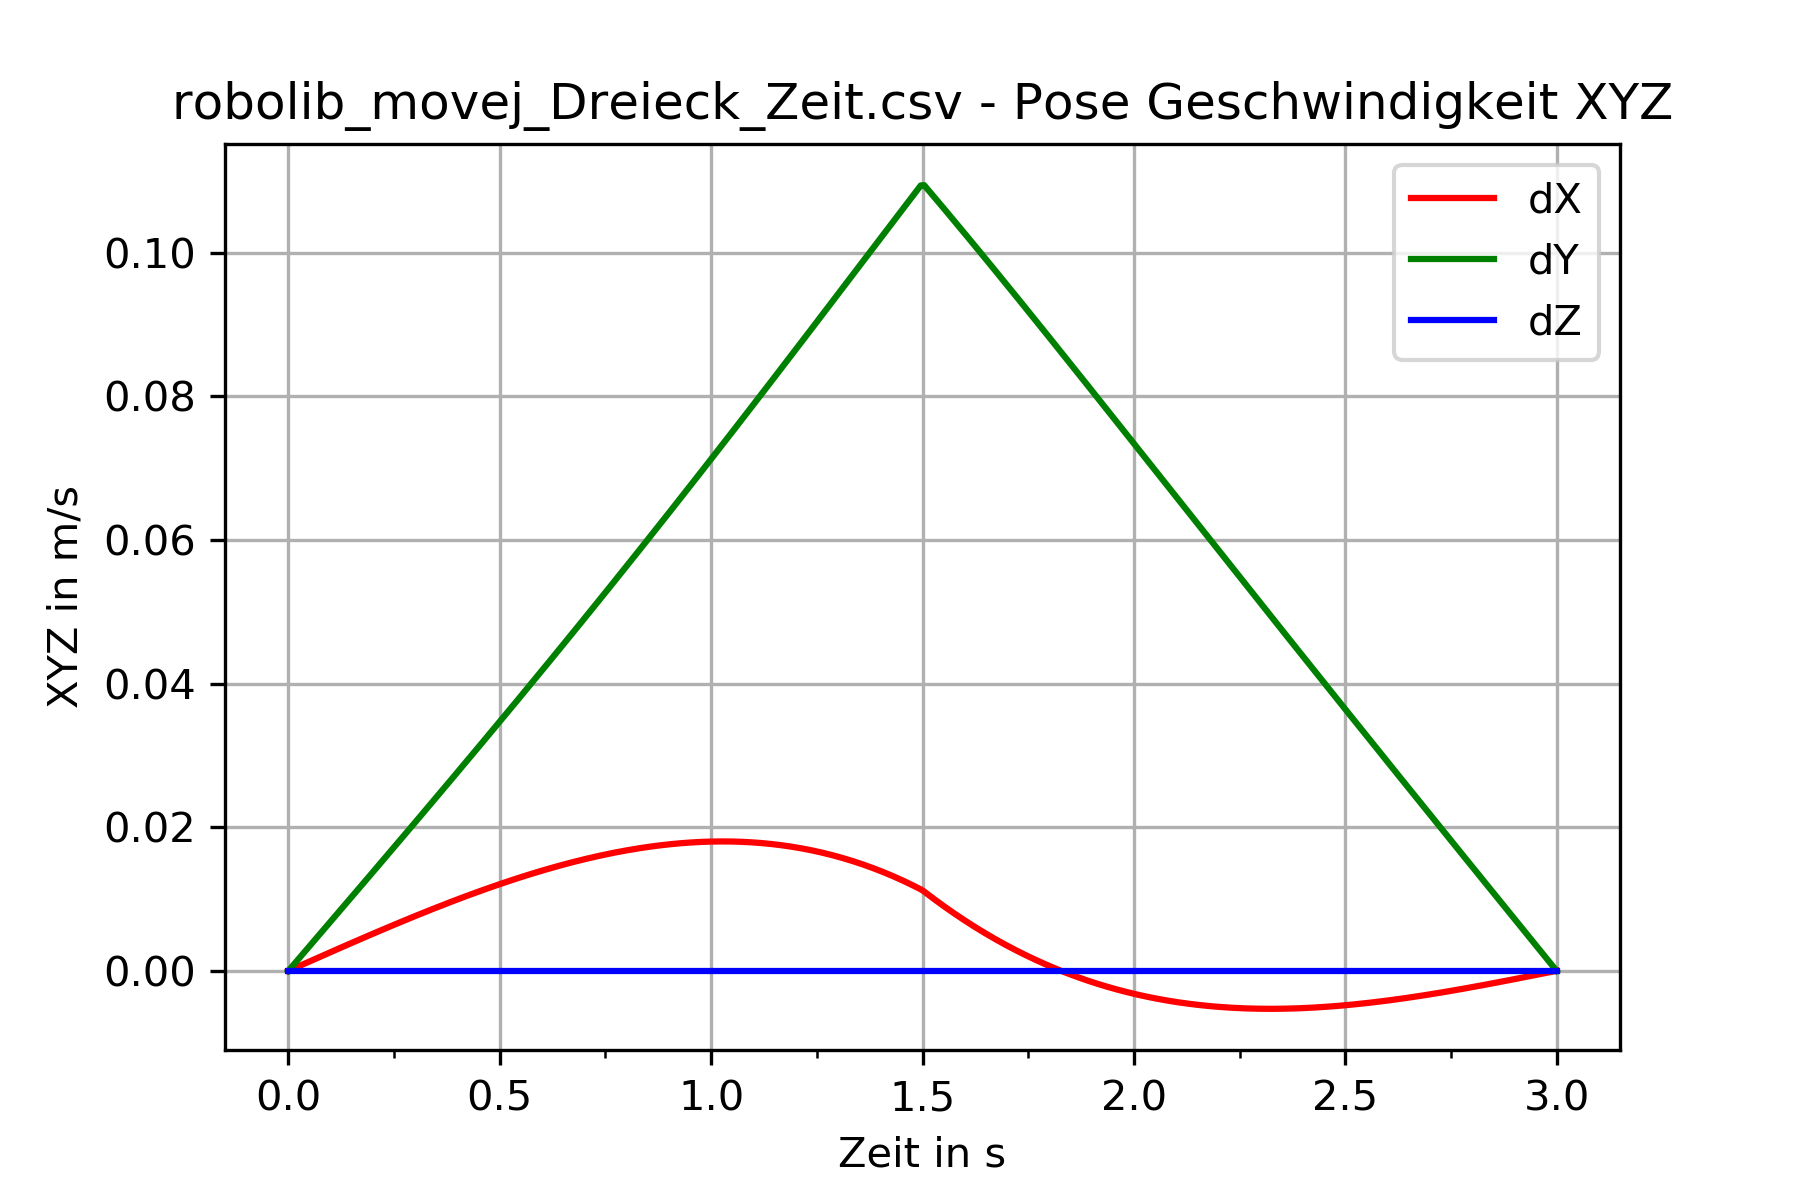 robolib_movej_Dreieck_Zeit.csv - Pose Geschwindigkeit XYZ
dX
dY
dZ
XYZ in m/s
0.10
0.08
0.06
0.04
0.02
0.00
0.0 0.5 1.0 1.5 2.0 2.5 3.0
Zeit in s